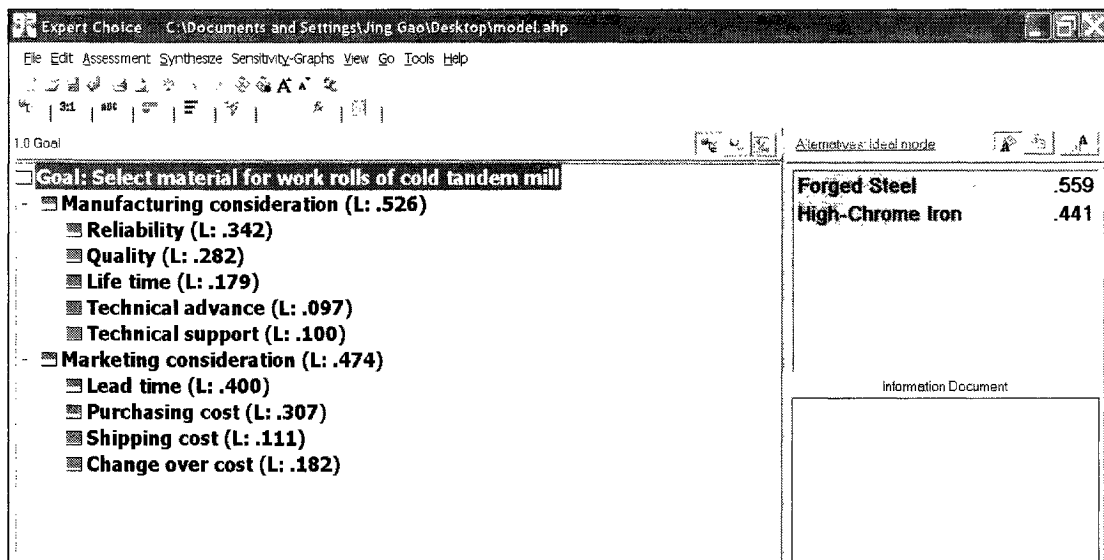 Expert Choice C:\Documents and Settings\Jing Gao\Desktop\model.ahp
File Edit Assessment Synthesize Sensitivity-Graphs View Go Tools Help
3:1 ABC
1.0 Goal
Alternatives: Ideal mode
Goal: Select material for work rolls of cold tandem mill
Manufacturing consideration (L: .526)
Reliability (L: .342)
Quality (L: .282)
Life time (L: .179)
Technical advance (L: .097)
Technical support (L: .100)
Marketing consideration (L: .474)
Lead time (L: .400)
Purchasing cost (L: .307)
Shipping cost (L: .111)
Change over cost (L: .182)
Forged Steel .559
High-Chrome Iron .441
Information Document